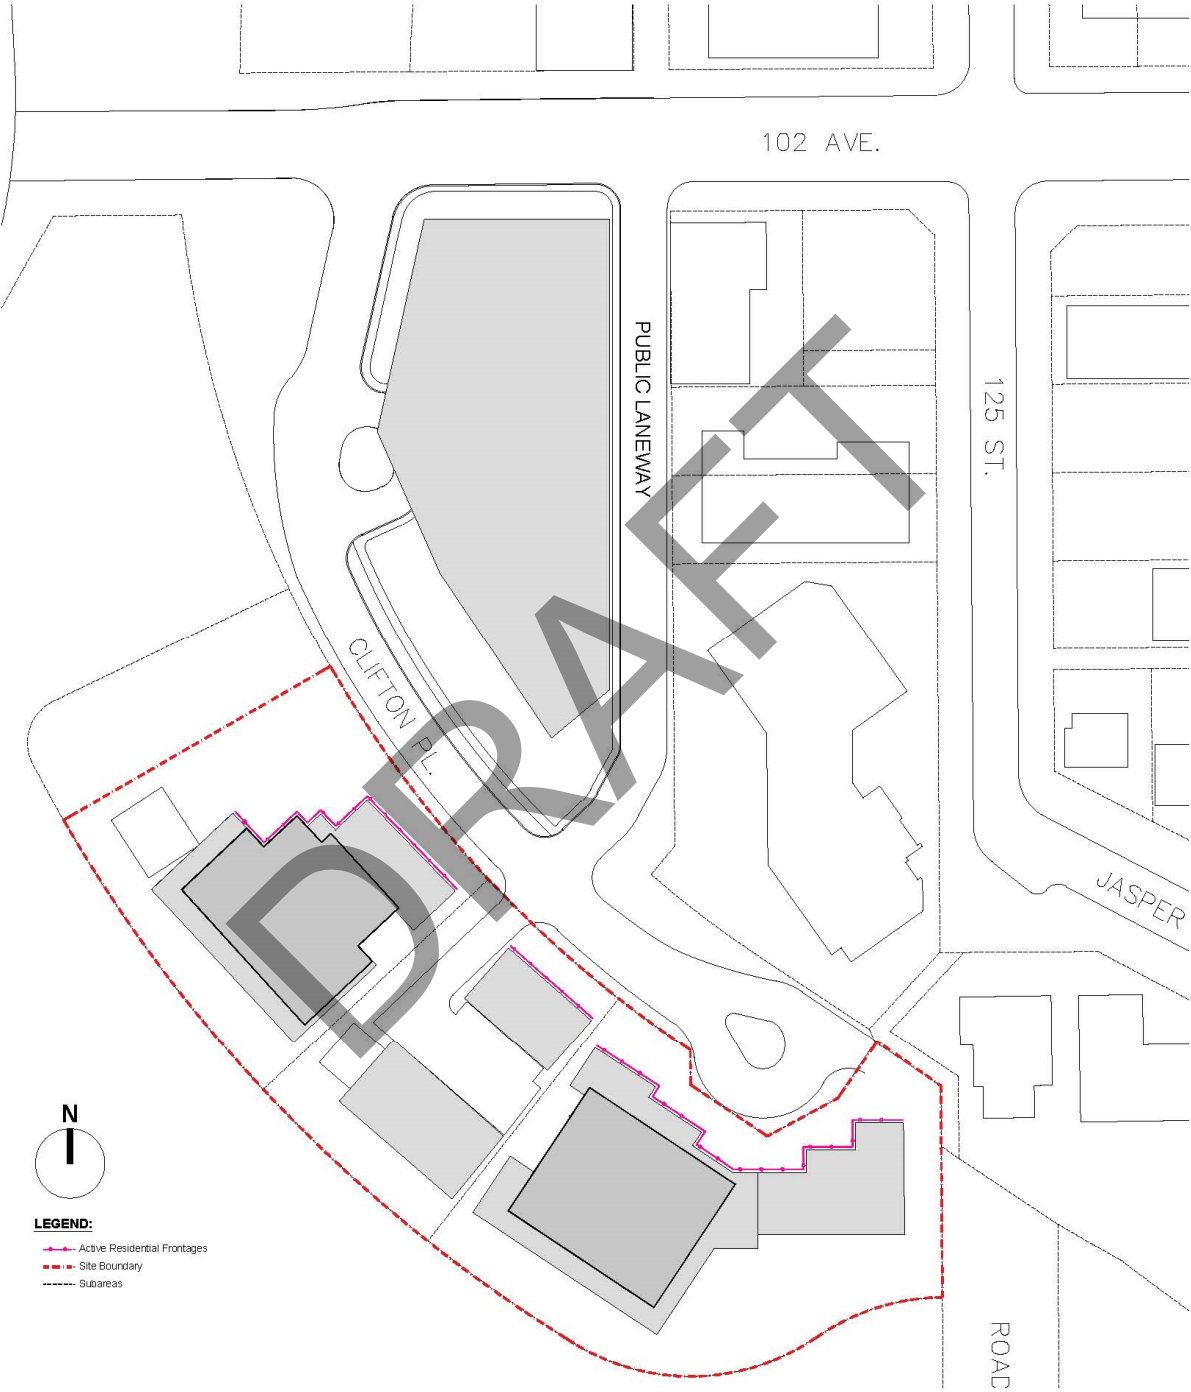 102 AVE.
PUBLIC LANEWAY
125 ST.
CLIFTON PL.
DRAFT
JASPER
N
LEGEND:
Active Residential Frontages
Site Boundary
Subareas
ROAD